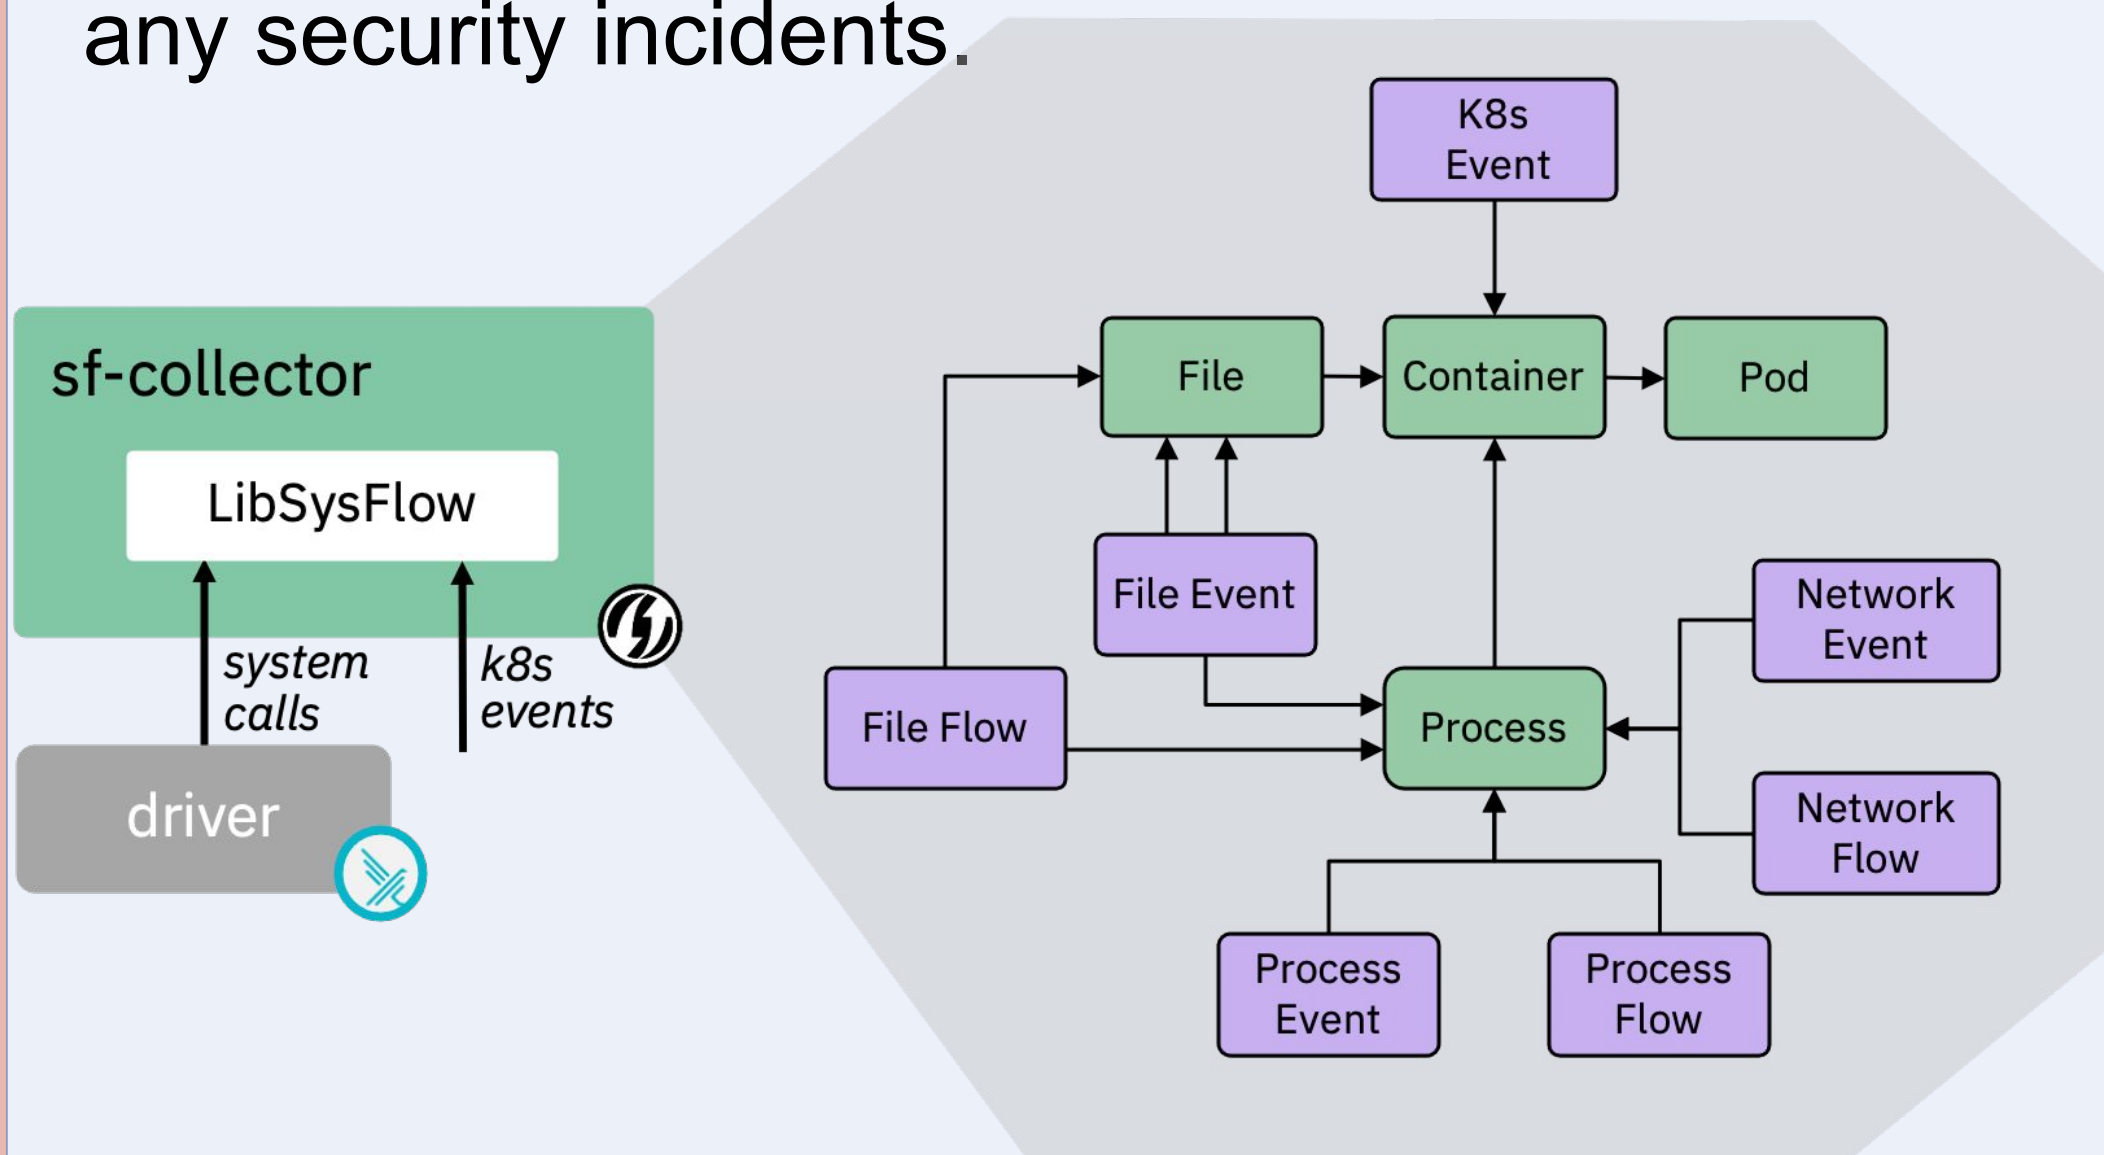 any security incidents.
sf-collector
LibSysFlow
system
calls
k8s
events
driver
K8s
Event
File
Container
Pod
File Event
File Flow
Process
Network
Event
Network
Flow
Process
Event
Process
Flow